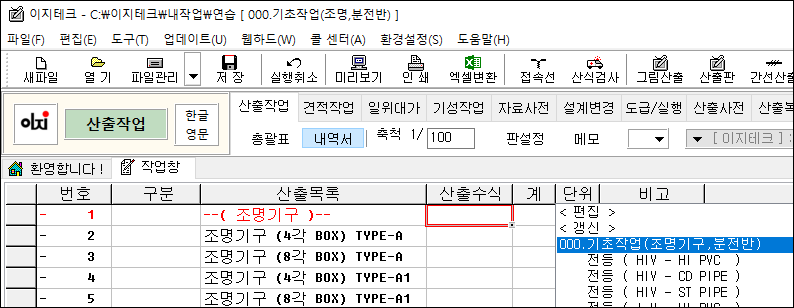 이지테크 - C:\이지테크\내작업\연습 [ 000.기초작업(조명,분전반) ]
파일(F) 편집(E) 도구(T) 업데이트(U) 웹하드(W) 콜 센터(A) 환경설정(S) 도움말(H)
새파일 열 기 파일관리 저 장 실행취소 미리보기 인 쇄 엑셀변환 접속선 산식검사 그림산출 산출판 간선산출
산출작업 한글 영문
산출작업 견적작업 일위대가 기성작업 자료사전 설계변경 도급/실행 산출사전
총괄표 내역서 축척 1/ 100 판설정 메모 [ 이지테크 ]
환영합니다 ! 작업창
번호 구분 산출목록 산출수식 계 단위 비고
- 1 --( 조명기구 )--
- 2 조명기구 (4각 BOX) TYPE-A
- 3 조명기구 (8각 BOX) TYPE-A
- 4 조명기구 (4각 BOX) TYPE-A1
- 5 조명기구 (8각 BOX) TYPE-A1
< 편집 >
< 갱신 >
000.기초작업(조명기구,분전반)
전등 ( HIV - HI PVC )
전등 ( HIV - CD PIPE )
전등 ( HIV - ST PIPE )